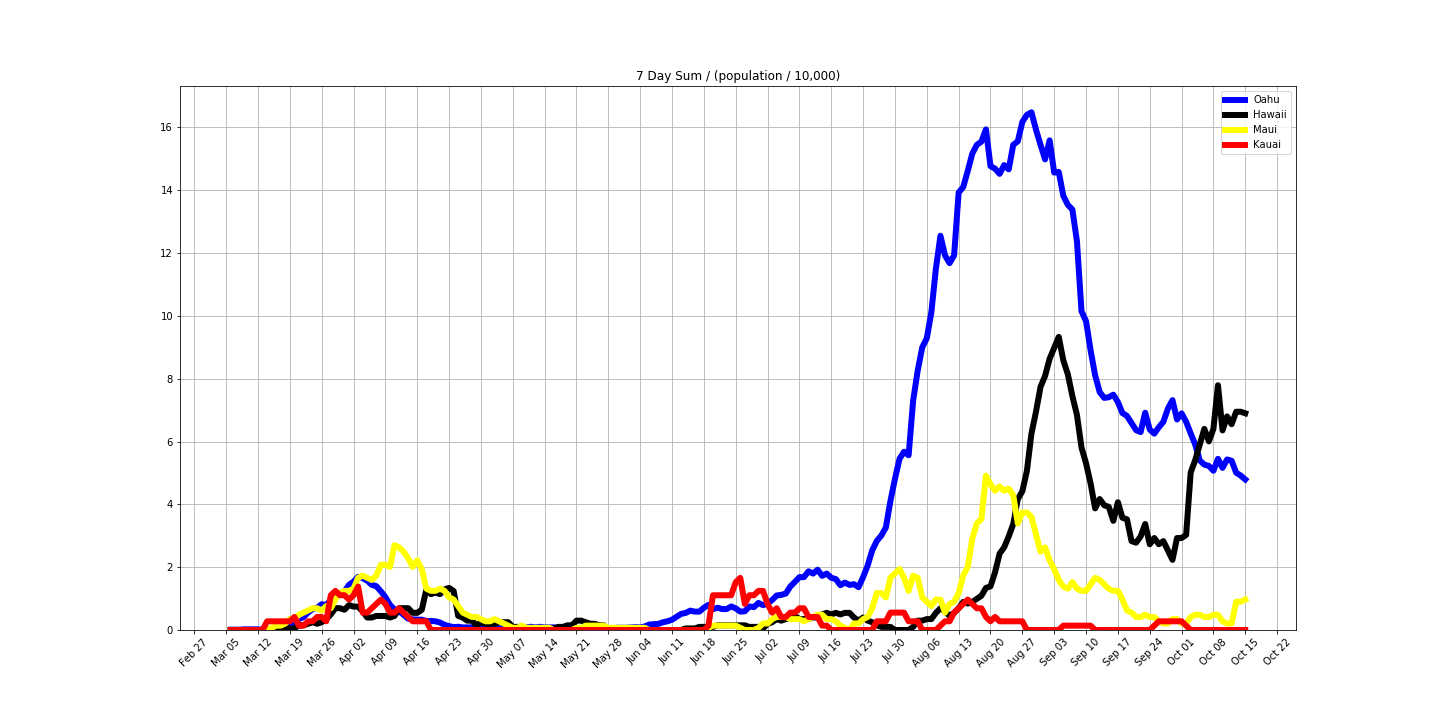 7 Day Sum / (population / 10,000)
Oahu
Hawaii
Maui
Kauai
16
14
12
10
8
6
4
2
0
Feb 27 Mar 05 Mar 12 Mar 19 Mar 26 Apr 02 Apr 09 Apr 16 Apr 23 Apr 30 May 07 May 14 May 21 May 28 Jun 04 Jun 11 Jun 18 Jun 25 Jul 02 Jul 09 Jul 16 Jul 23 Jul 30 Aug 06 Aug 13 Aug 20 Aug 27 Sep 03 Sep 10 Sep 17 Sep 24 Oct 01 Oct 08 Oct 15 Oct 22